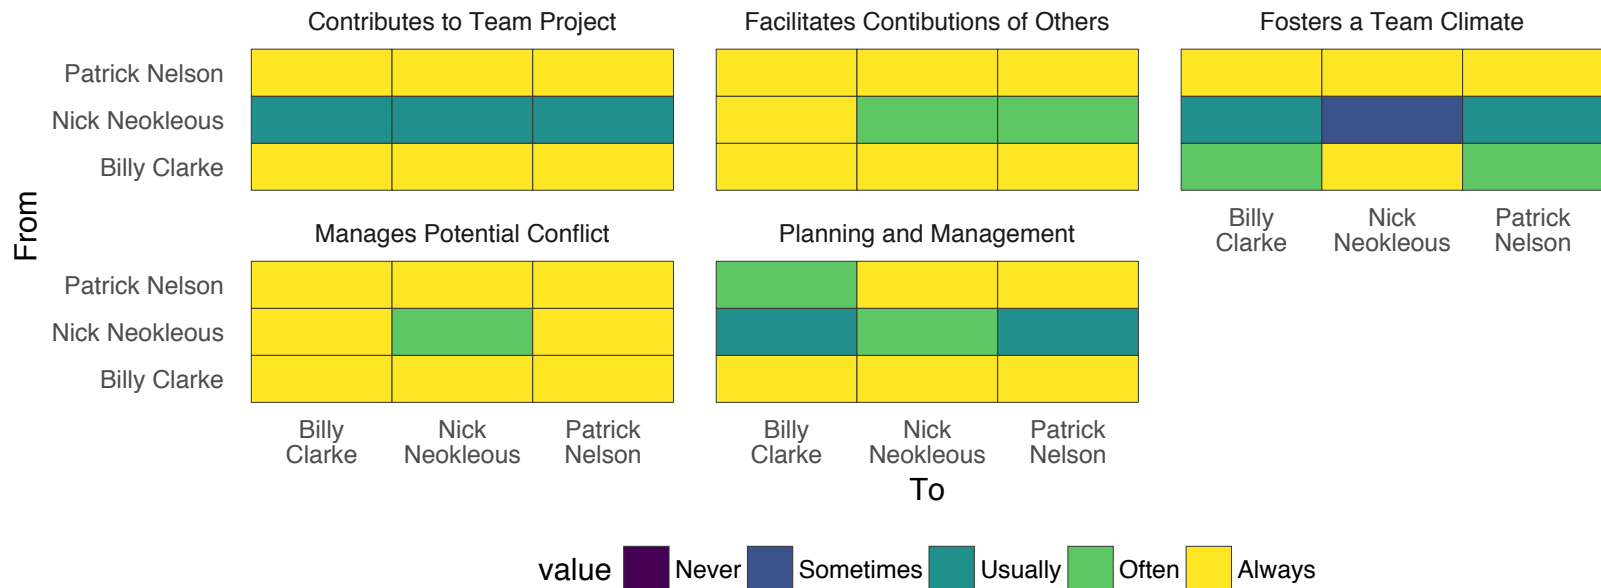 Contributes to Team Project
Facilitates Contibutions of Others
Fosters a Team Climate
Patrick Nelson
Nick Neokleous
Billy Clarke
Billy
Clarke
Nick
Neokleous
Patrick
Nelson
From
Manages Potential Conflict
Planning and Management
Patrick Nelson
Nick Neokleous
Billy Clarke
Billy
Clarke
Nick
Neokleous
Patrick
Nelson
Billy
Clarke
Nick
Neokleous
Patrick
Nelson
To
value Never Sometimes Usually Often Always